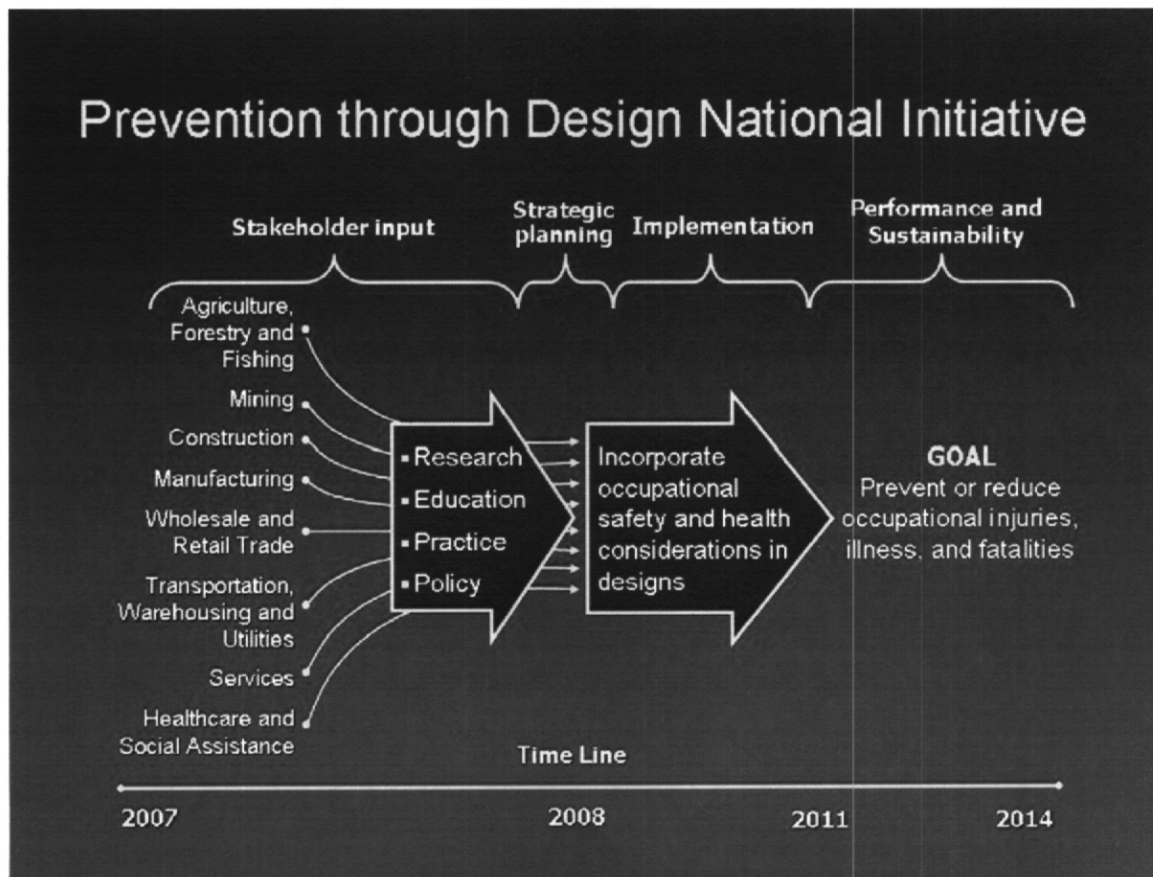 Prevention through Design National Initiative
Stakeholder input
Strategic
planning
Implementation
Performance and
Sustainability
Agriculture,
Forestry and
Fishing
Mining
Construction
Manufacturing
Wholesale and
Retail Trade
Transportation,
Warehousing and
Utilities
Services
Healthcare and
Social Assistance
▪ Research
▪ Education
▪ Practice
▪ Policy
Incorporate
occupational
safety and health
considerations in
designs
GOAL
Prevent or reduce
occupational injuries,
illness, and fatalities
Time Line
2007
2008
2011
2014